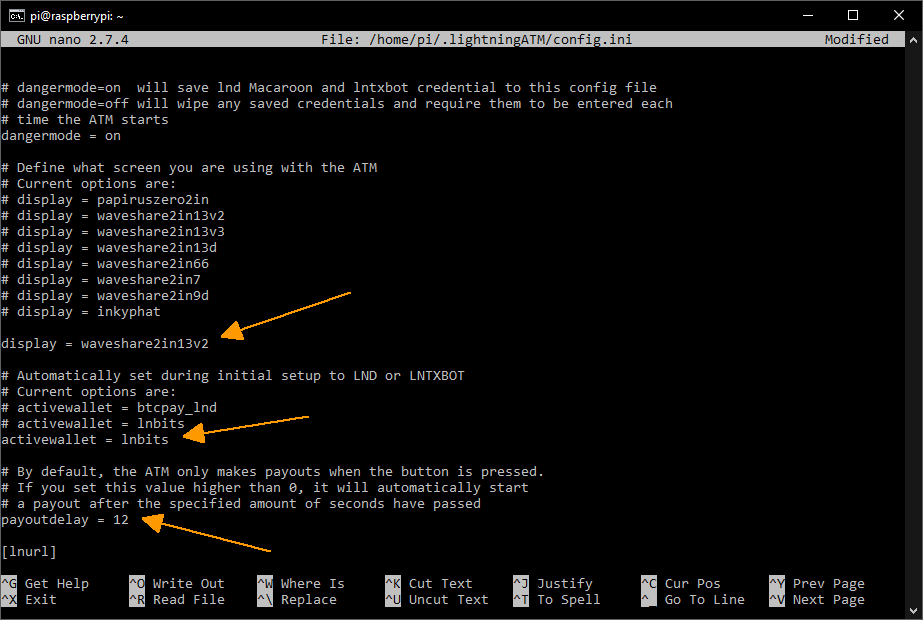 pi@raspberrypi: ~
GNU nano 2.7.4 File: /home/pi/.lightningATM/config.ini Modified
# dangermode=on  will save lnd Macaroon and lntxbot credential to this config file
# dangermode=off will wipe any saved credentials and require them to be entered each
# time the ATM starts
dangermode = on
# Define what screen you are using with the ATM
# Current options are:
# display = papiruszero2in
# display = waveshare2in13v2
# display = waveshare2in13v3
# display = waveshare2in13d
# display = waveshare2in66
# display = waveshare2in7
# display = waveshare2in9d
# display = inkyphat
display = waveshare2in13v2
# Automatically set during initial setup to LND or LNTXBOT
# Current options are:
# activewallet = btcpay_lnd
# activewallet = lnbits
activewallet = lnbits
# By default, the ATM only makes payouts when the button is pressed.
# If you set this value higher than 0, it will automatically start
# a payout after the specified amount of seconds have passed
payoutdelay = 12
[lnurl]
^G Get Help ^O Write Out ^W Where Is ^K Cut Text ^J Justify ^C Cur Pos ^Y Prev Page
^X Exit ^R Read File ^\ Replace ^U Uncut Text ^T To Spell ^_ Go To Line ^V Next Page